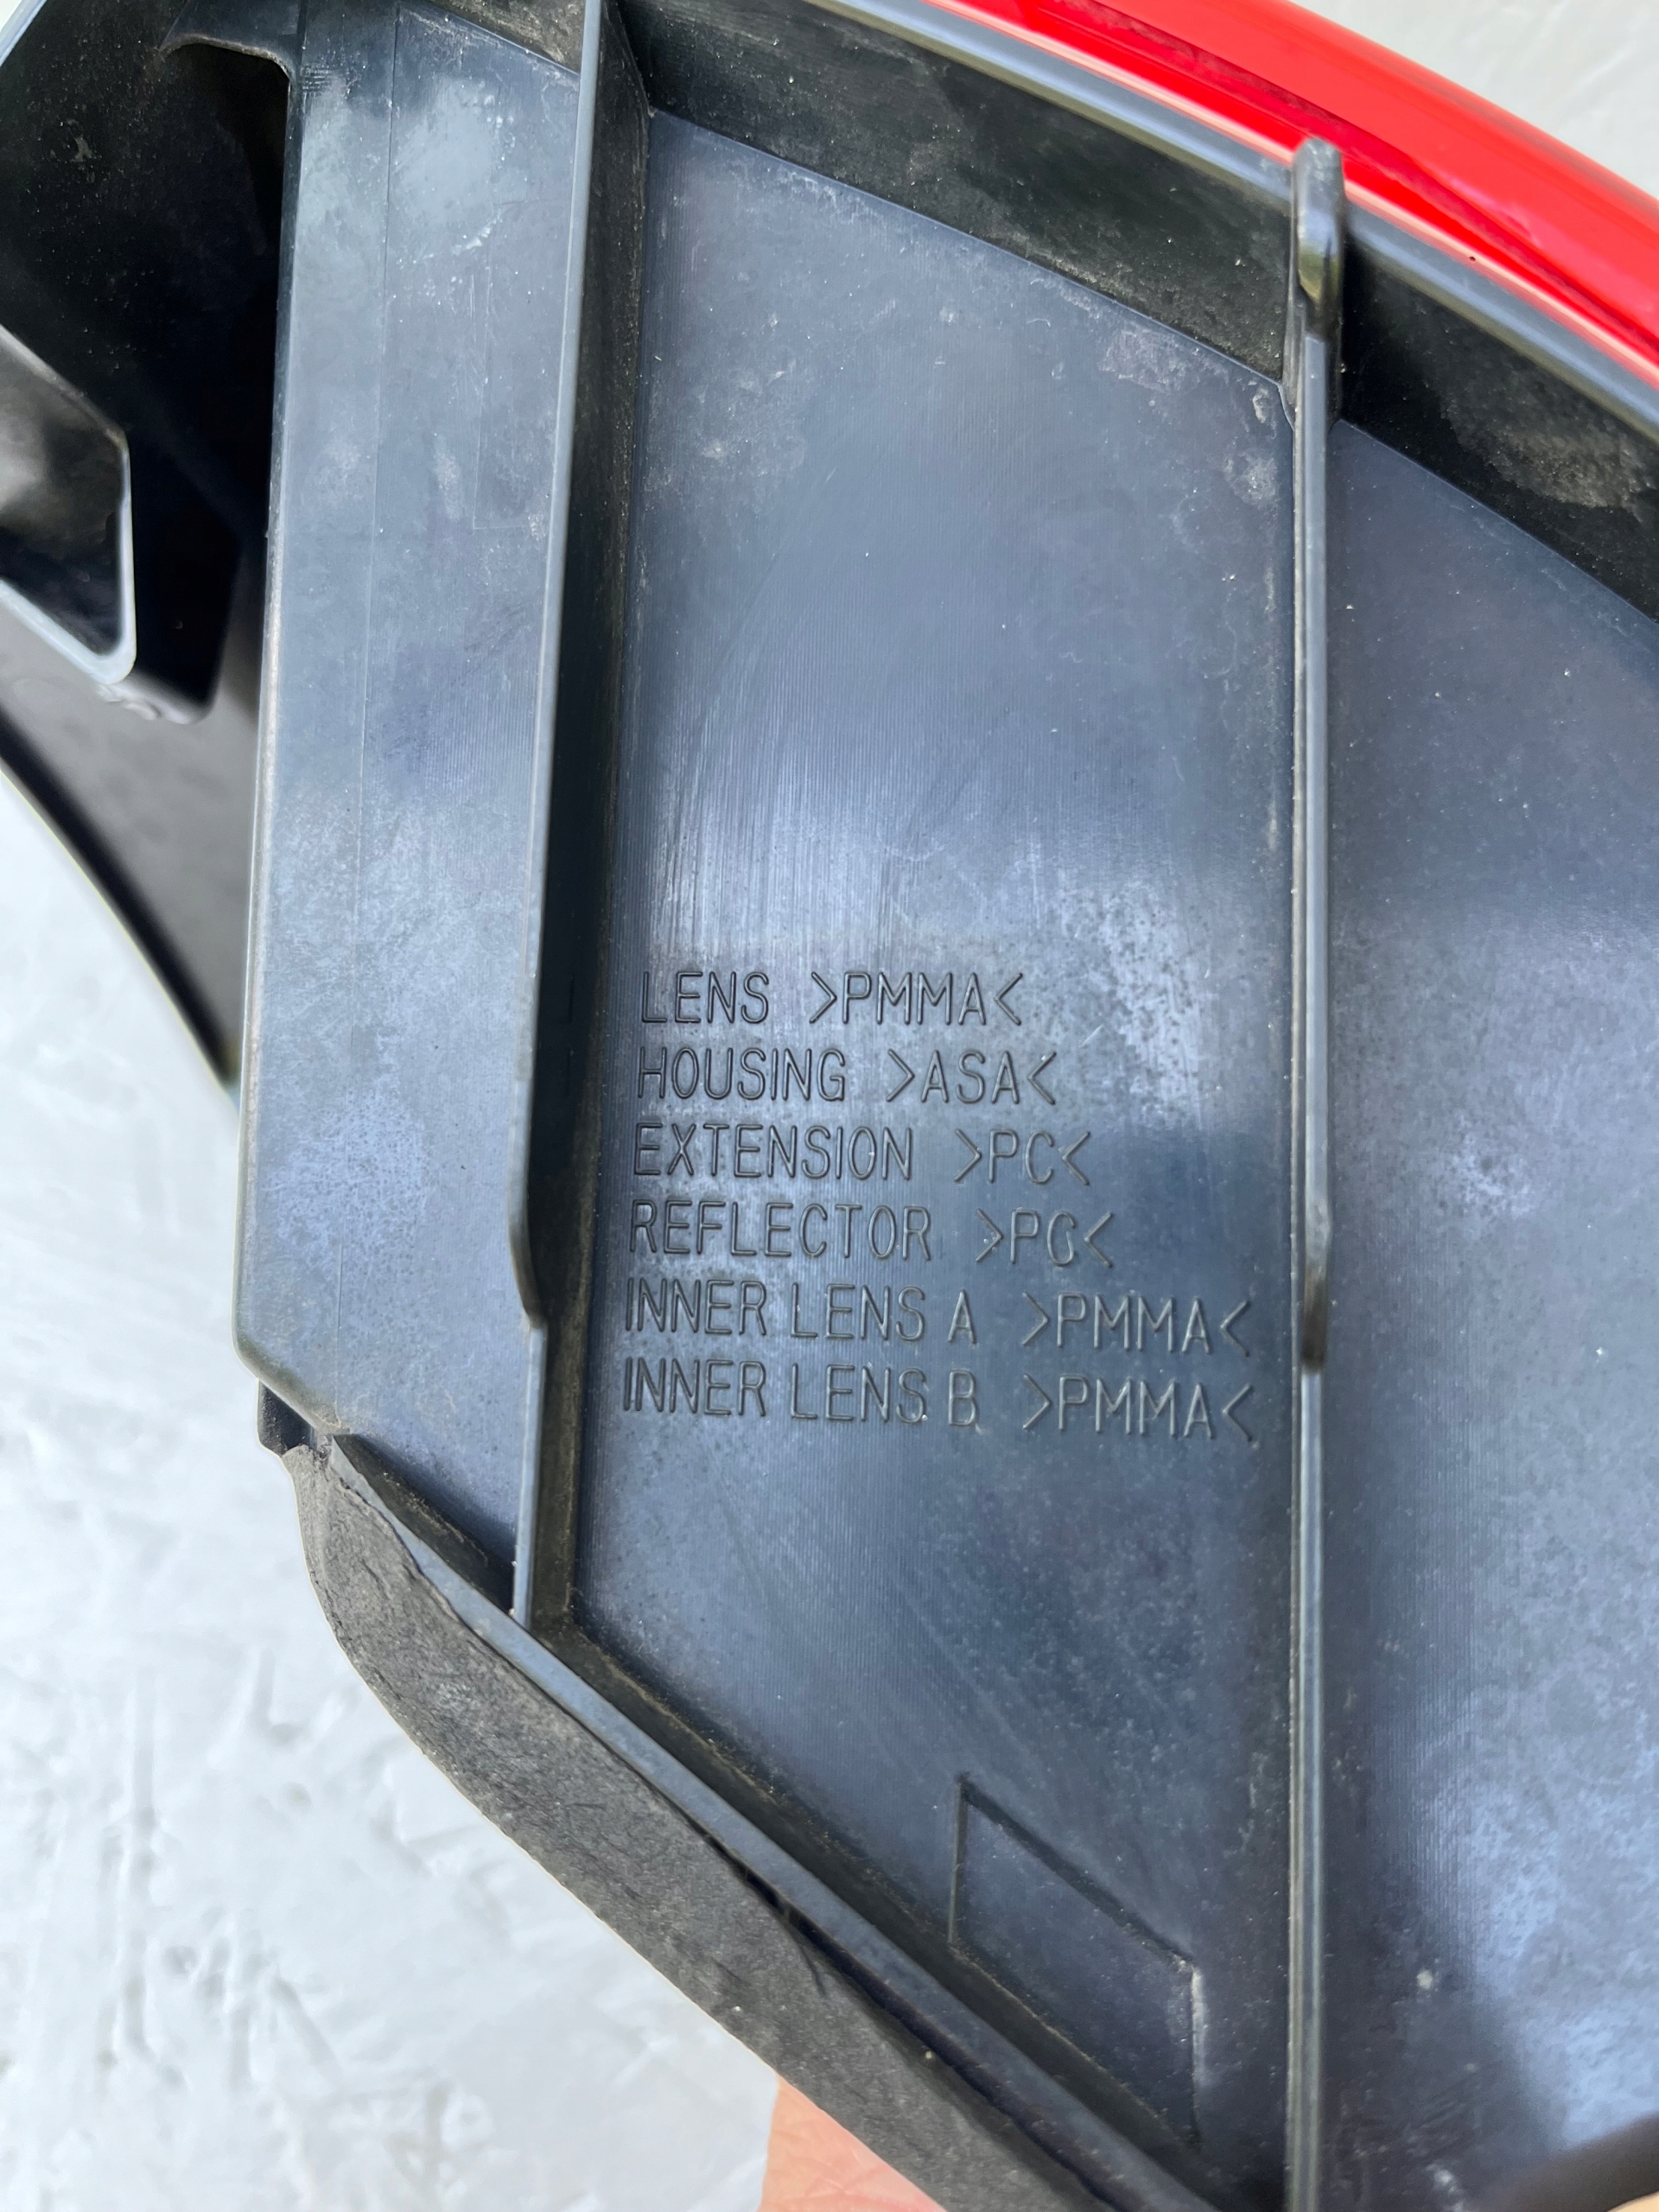 LENS >PMMA<
HOUSING >ASA<
EXTENSION >PC<
REFLECTOR >PC<
INNER LENS A >PMMA<
INNER LENS B >PMMA<